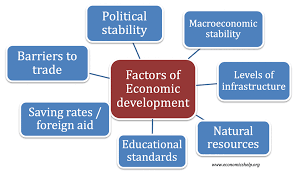 Political
stability
Macroeconomic
stability
Barriers to
trade
Factors of
Economic
development
Levels of
infrastructure
Saving rates /
foreign aid
Educational
standards
Natural
resources
www.economicshelp.org